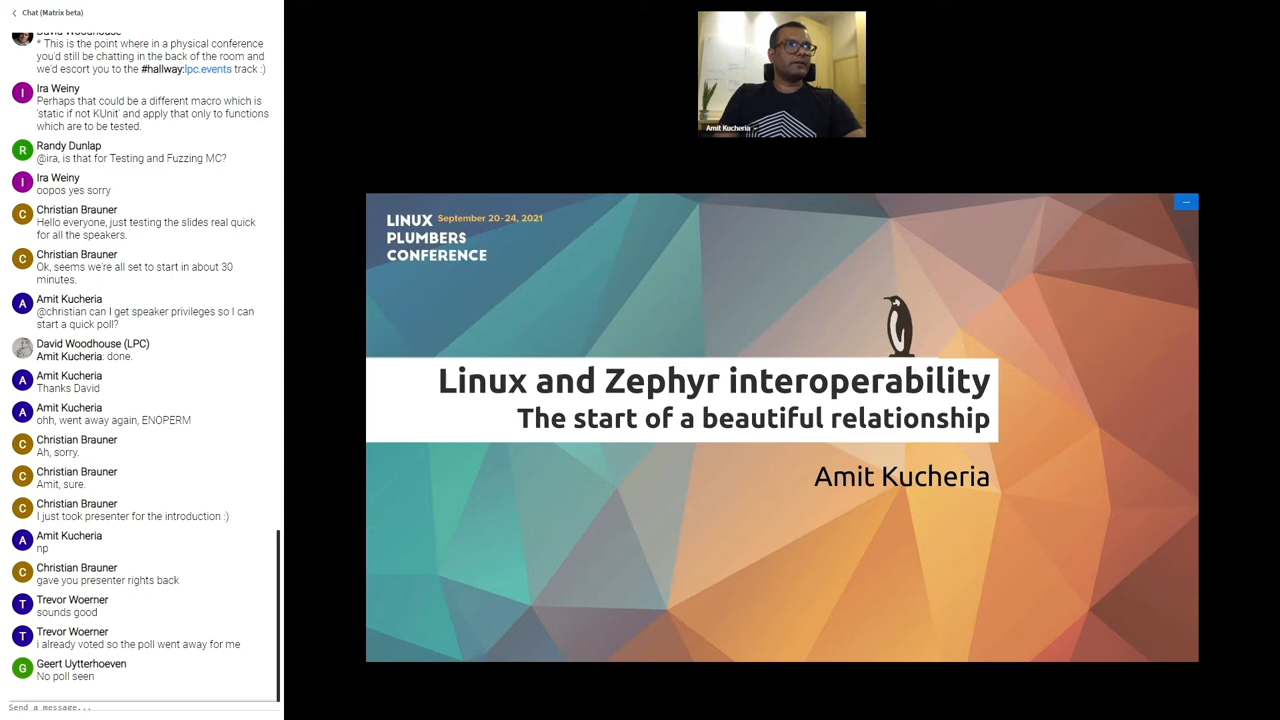 Chat (Matrix beta)
David Woodhouse
* This is the point where in a physical conference
you'd still be chatting in the back of the room and
we'd escort you to the #hallway:lpc.events track :)
Ira Weiny
Perhaps that could be a different macro which is
'static if not KUnit' and apply that only to functions
which are to be tested.
Randy Dunlap
@ira, is that for Testing and Fuzzing MC?
Ira Weiny
oopos yes sorry
Christian Brauner
Hello everyone, just testing the slides real quick
for all the speakers.
Christian Brauner
Ok, seems we're all set to start in about 30
minutes.
Amit Kucheria
@christian can I get speaker privileges so I can
start a quick poll?
David Woodhouse (LPC)
Amit Kucheria: done.
Amit Kucheria
Thanks David
Amit Kucheria
ohh, went away again, ENOPERM
Christian Brauner
Ah, sorry.
Christian Brauner
Amit, sure.
Christian Brauner
I just took presenter for the introduction :)
Amit Kucheria
np
Christian Brauner
gave you presenter rights back
Trevor Woerner
sounds good
Trevor Woerner
i already voted so the poll went away for me
Geert Uytterhoeven
No poll seen
Send a message...
Amit Kucheria
LINUX
PLUMBERS
CONFERENCE
September 20-24, 2021
Linux and Zephyr interoperability
The start of a beautiful relationship
Amit Kucheria